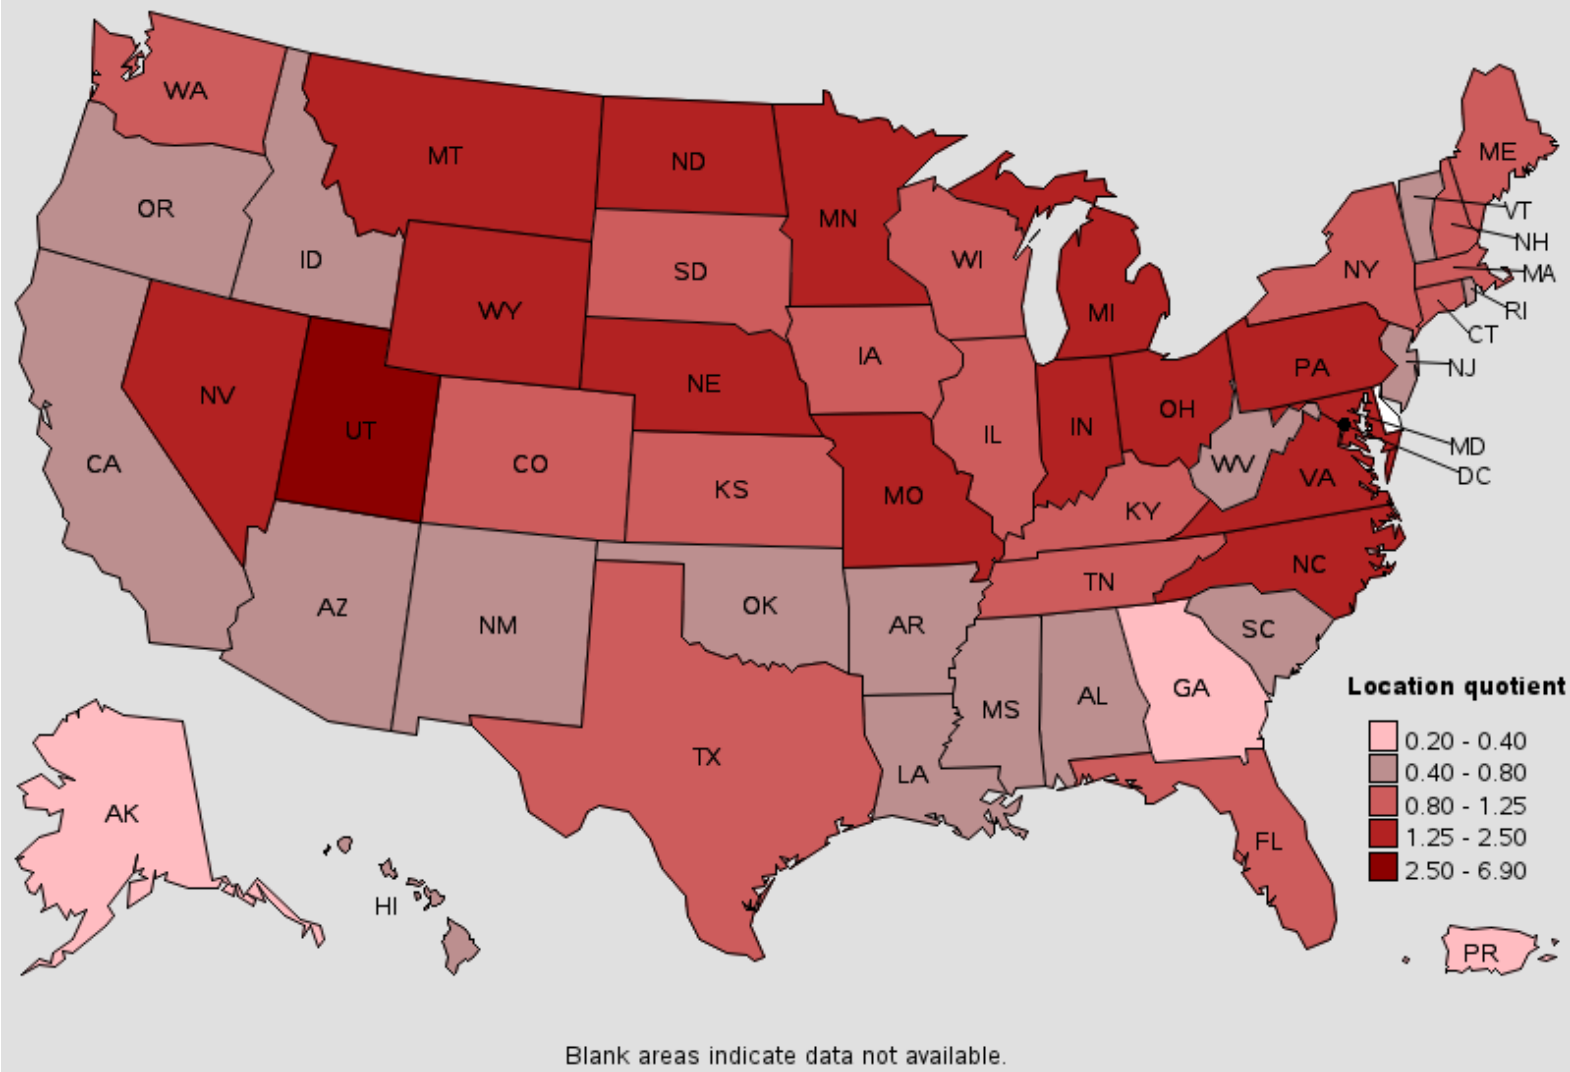 WA
MT
ND
MN
ME
OR
ID
SD
WI
VT
NH
NY
MA
WY
MI
RI
CT
IA
PA
NJ
NV
NE
OH
UT
IN
IL
MD
CA
CO
WV
DC
KS
MO
VA
KY
NC
TN
AZ
OK
NM
AR
SC
GA
MS
AL
Location quotient
0.20 - 0.40
0.40 - 0.80
0.80 - 1.25
1.25 - 2.50
2.50 - 6.90
TX
LA
AK
FL
HI
PR
Blank areas indicate data not available.